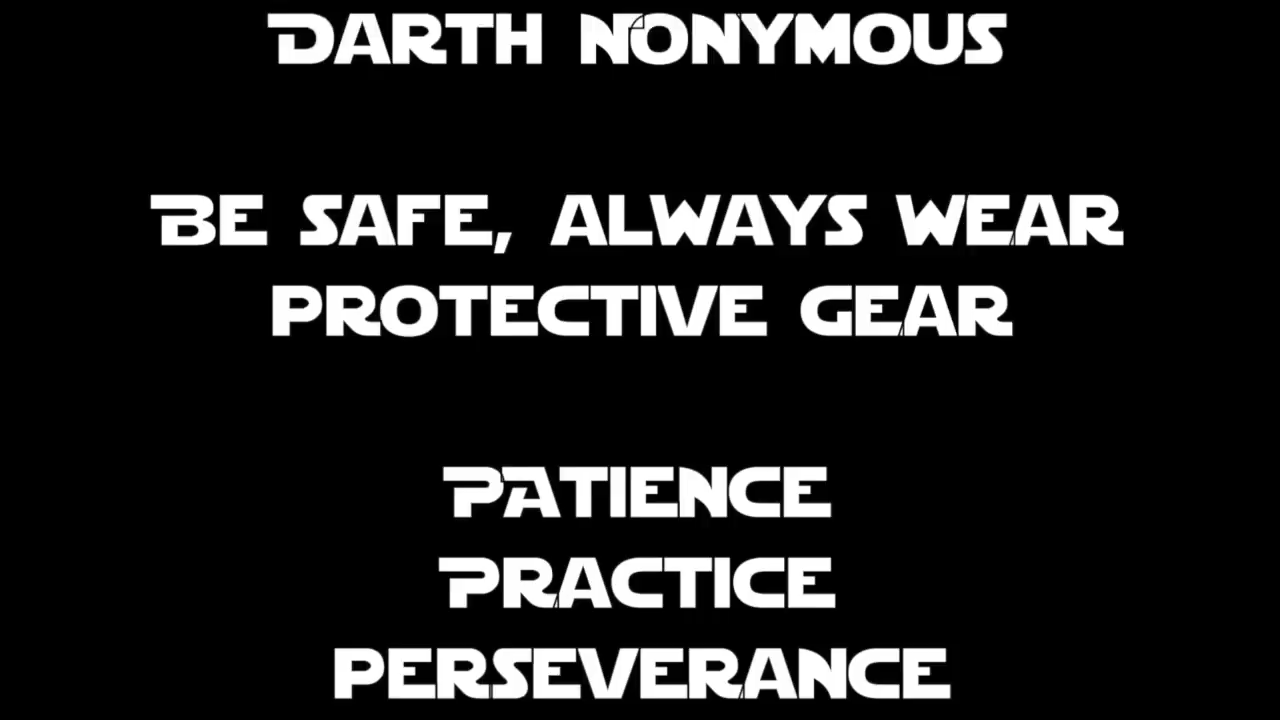 DARTH NONYMOUS
BE SAFE, ALWAYS WEAR
PROTECTIVE GEAR
PATIENCE
PRACTICE
PERSEVERANCE